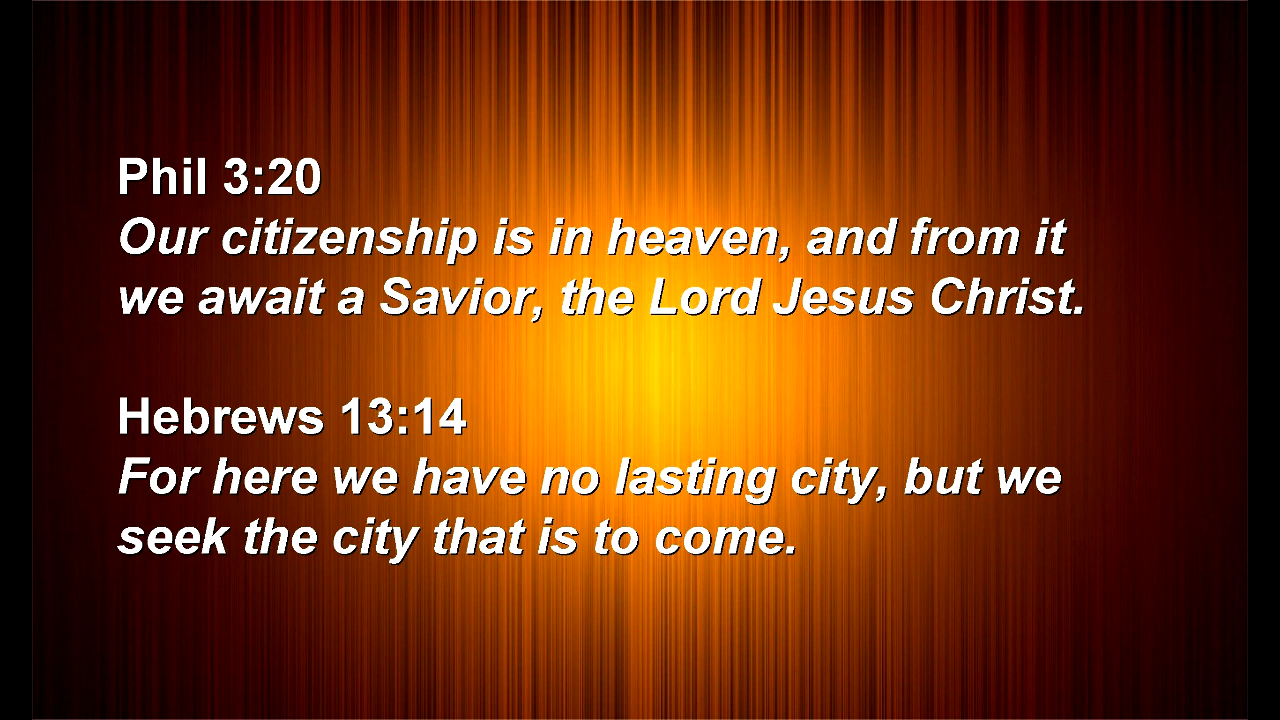 Phil 3:20
Our citizenship is in heaven, and from it
we await a Savior, the Lord Jesus Christ.
Hebrews 13:14
For here we have no lasting city, but we
seek the city that is to come.